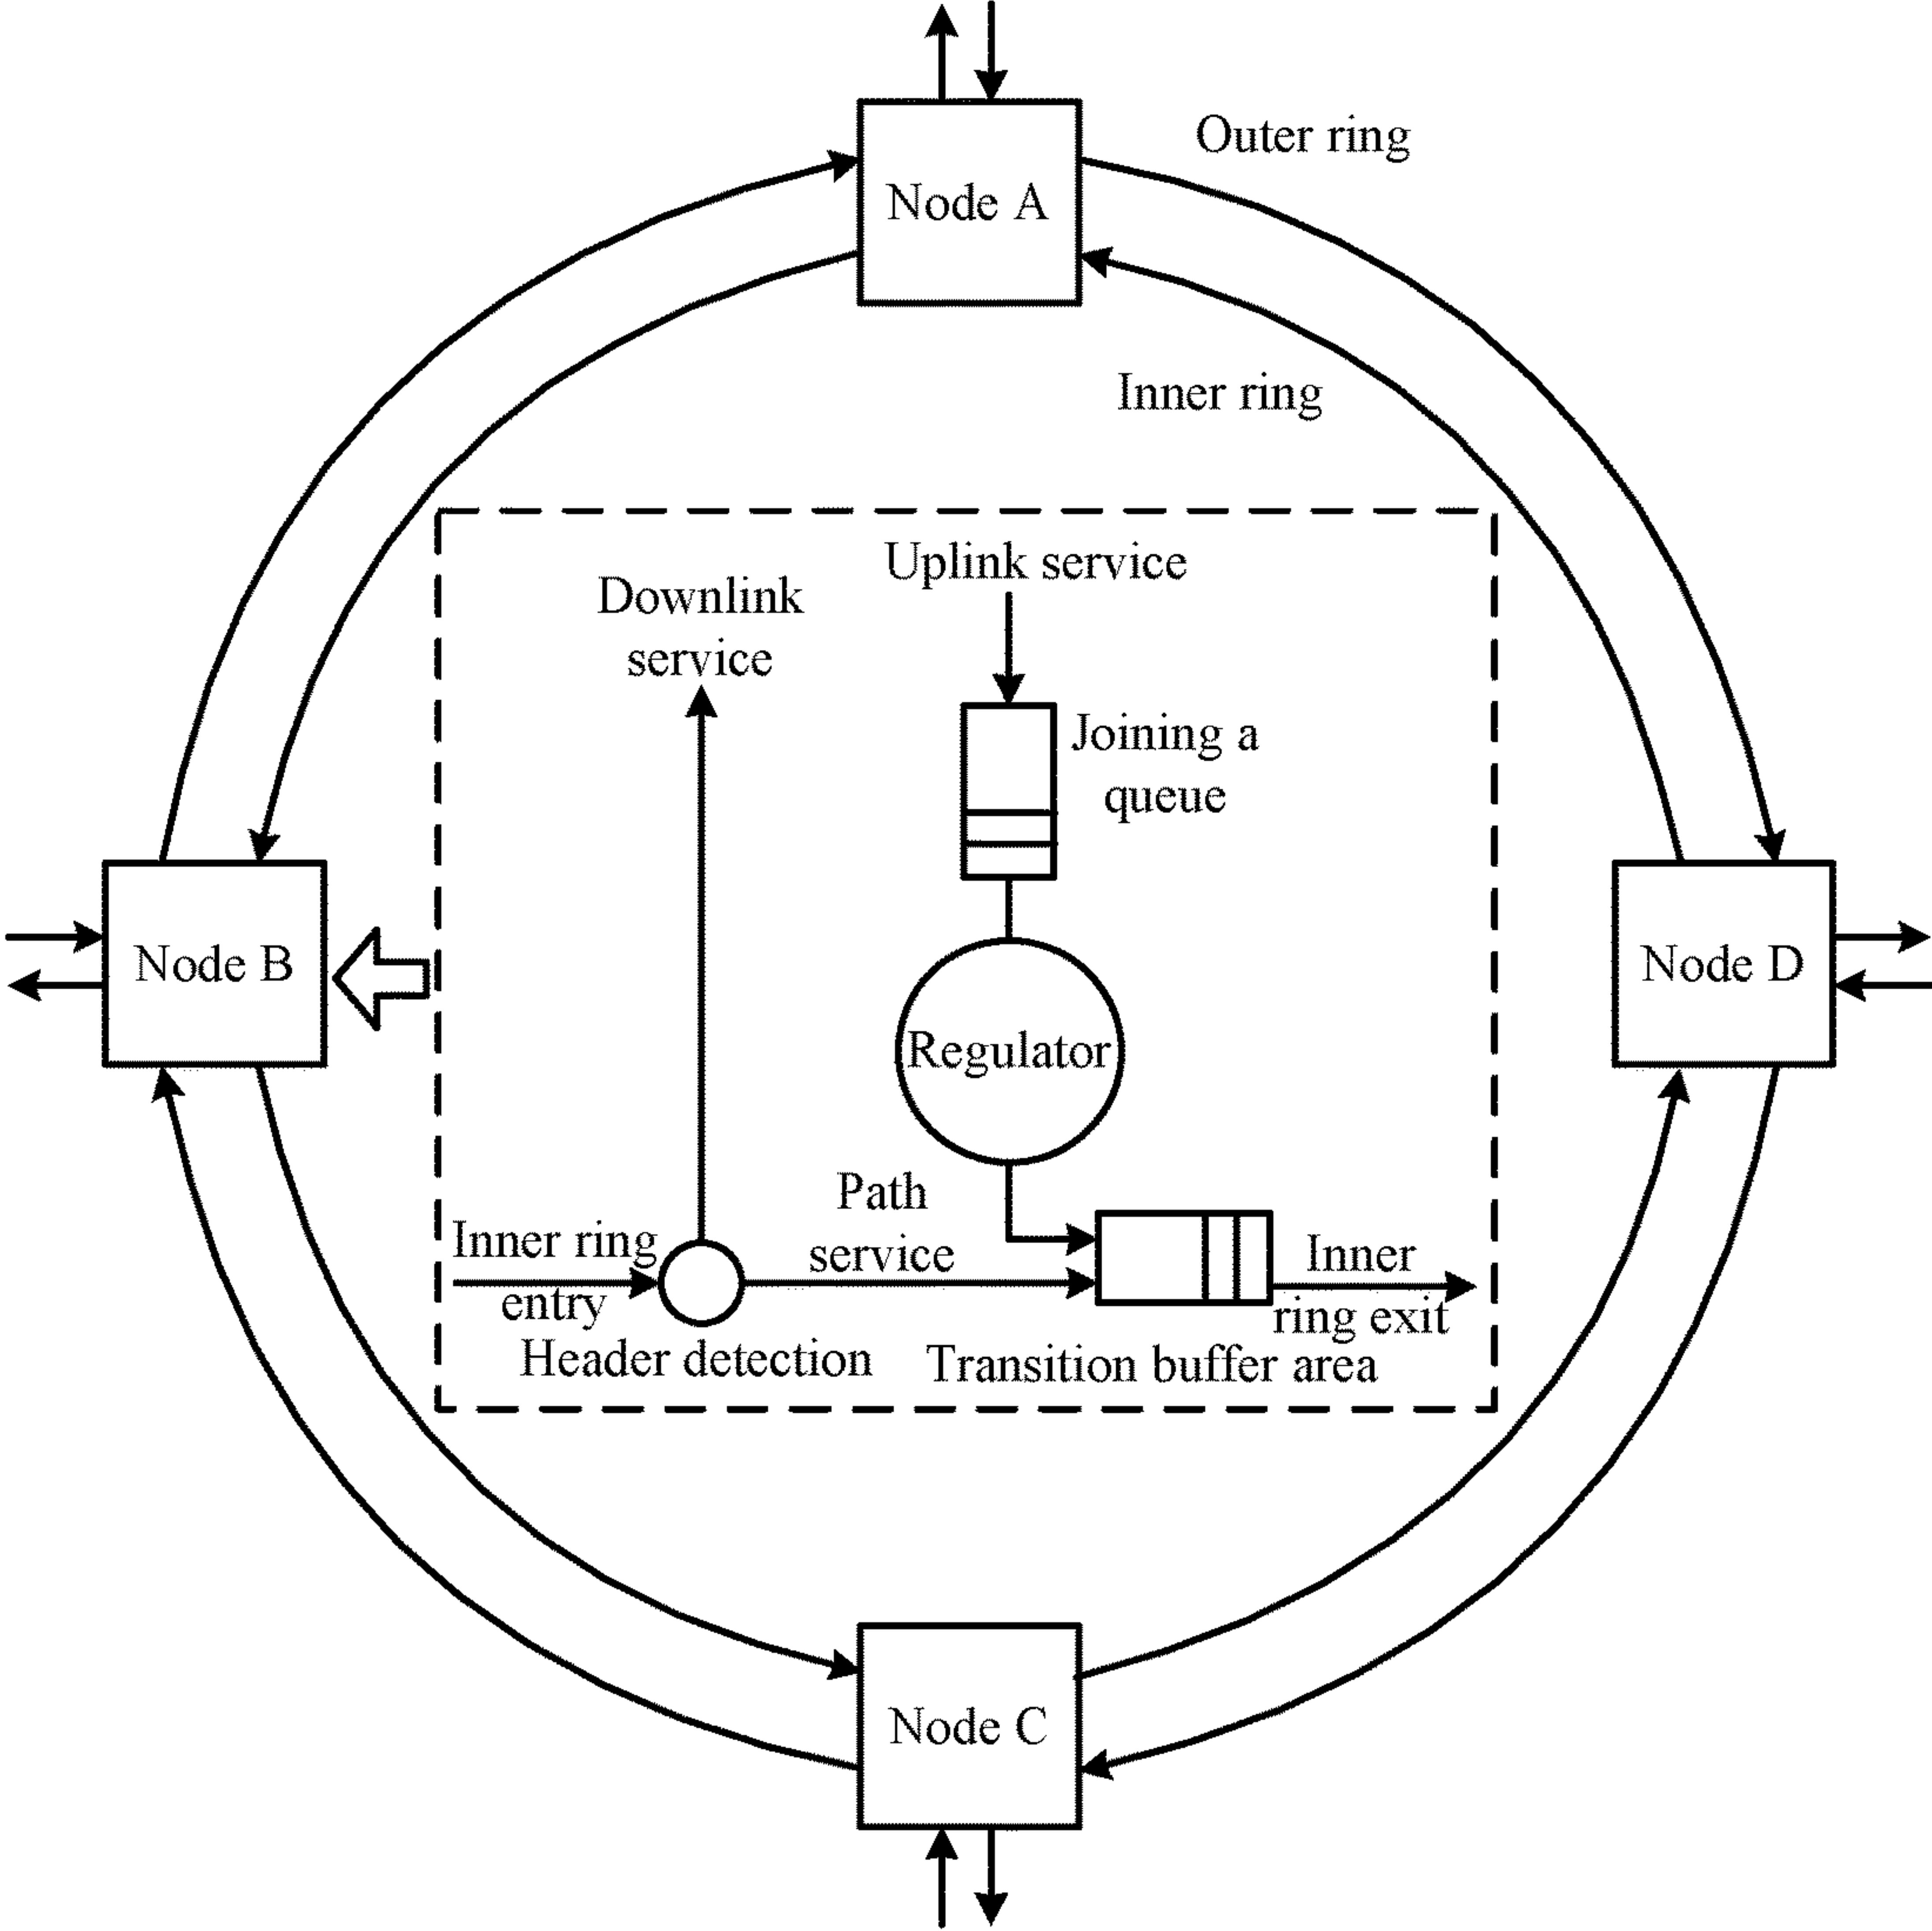 Outer ring
Node A
Inner ring
Uplink service
Downlink
service
Joining a
queue
Node B
Node D
Regulator
Path
service
Inner ring
entry
Inner
ring exit
Header detection
Transition buffer area
Node C